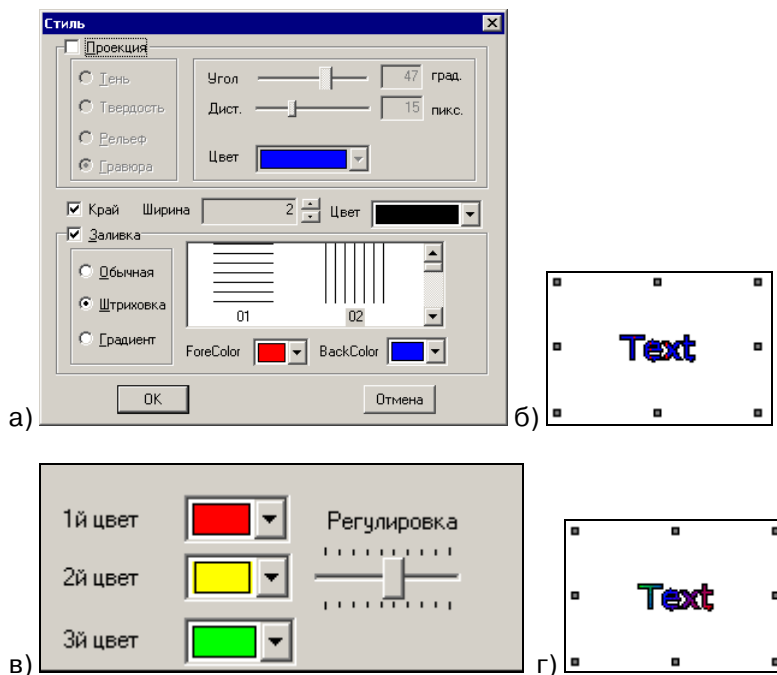 Стиль
Проекция
Тень
Твердость
Рельеф
Гравюра
Угол 47 град.
Дист. 15 пикс.
Цвет
Край Ширина 2 Цвет
Заливка
Обычная
Штриховка
Градиент
01 02
ForeColor BackColor
OK Отмена
а)
Text
б)
1й цвет
2й цвет
3й цвет
Регулировка
в)
Text
г)